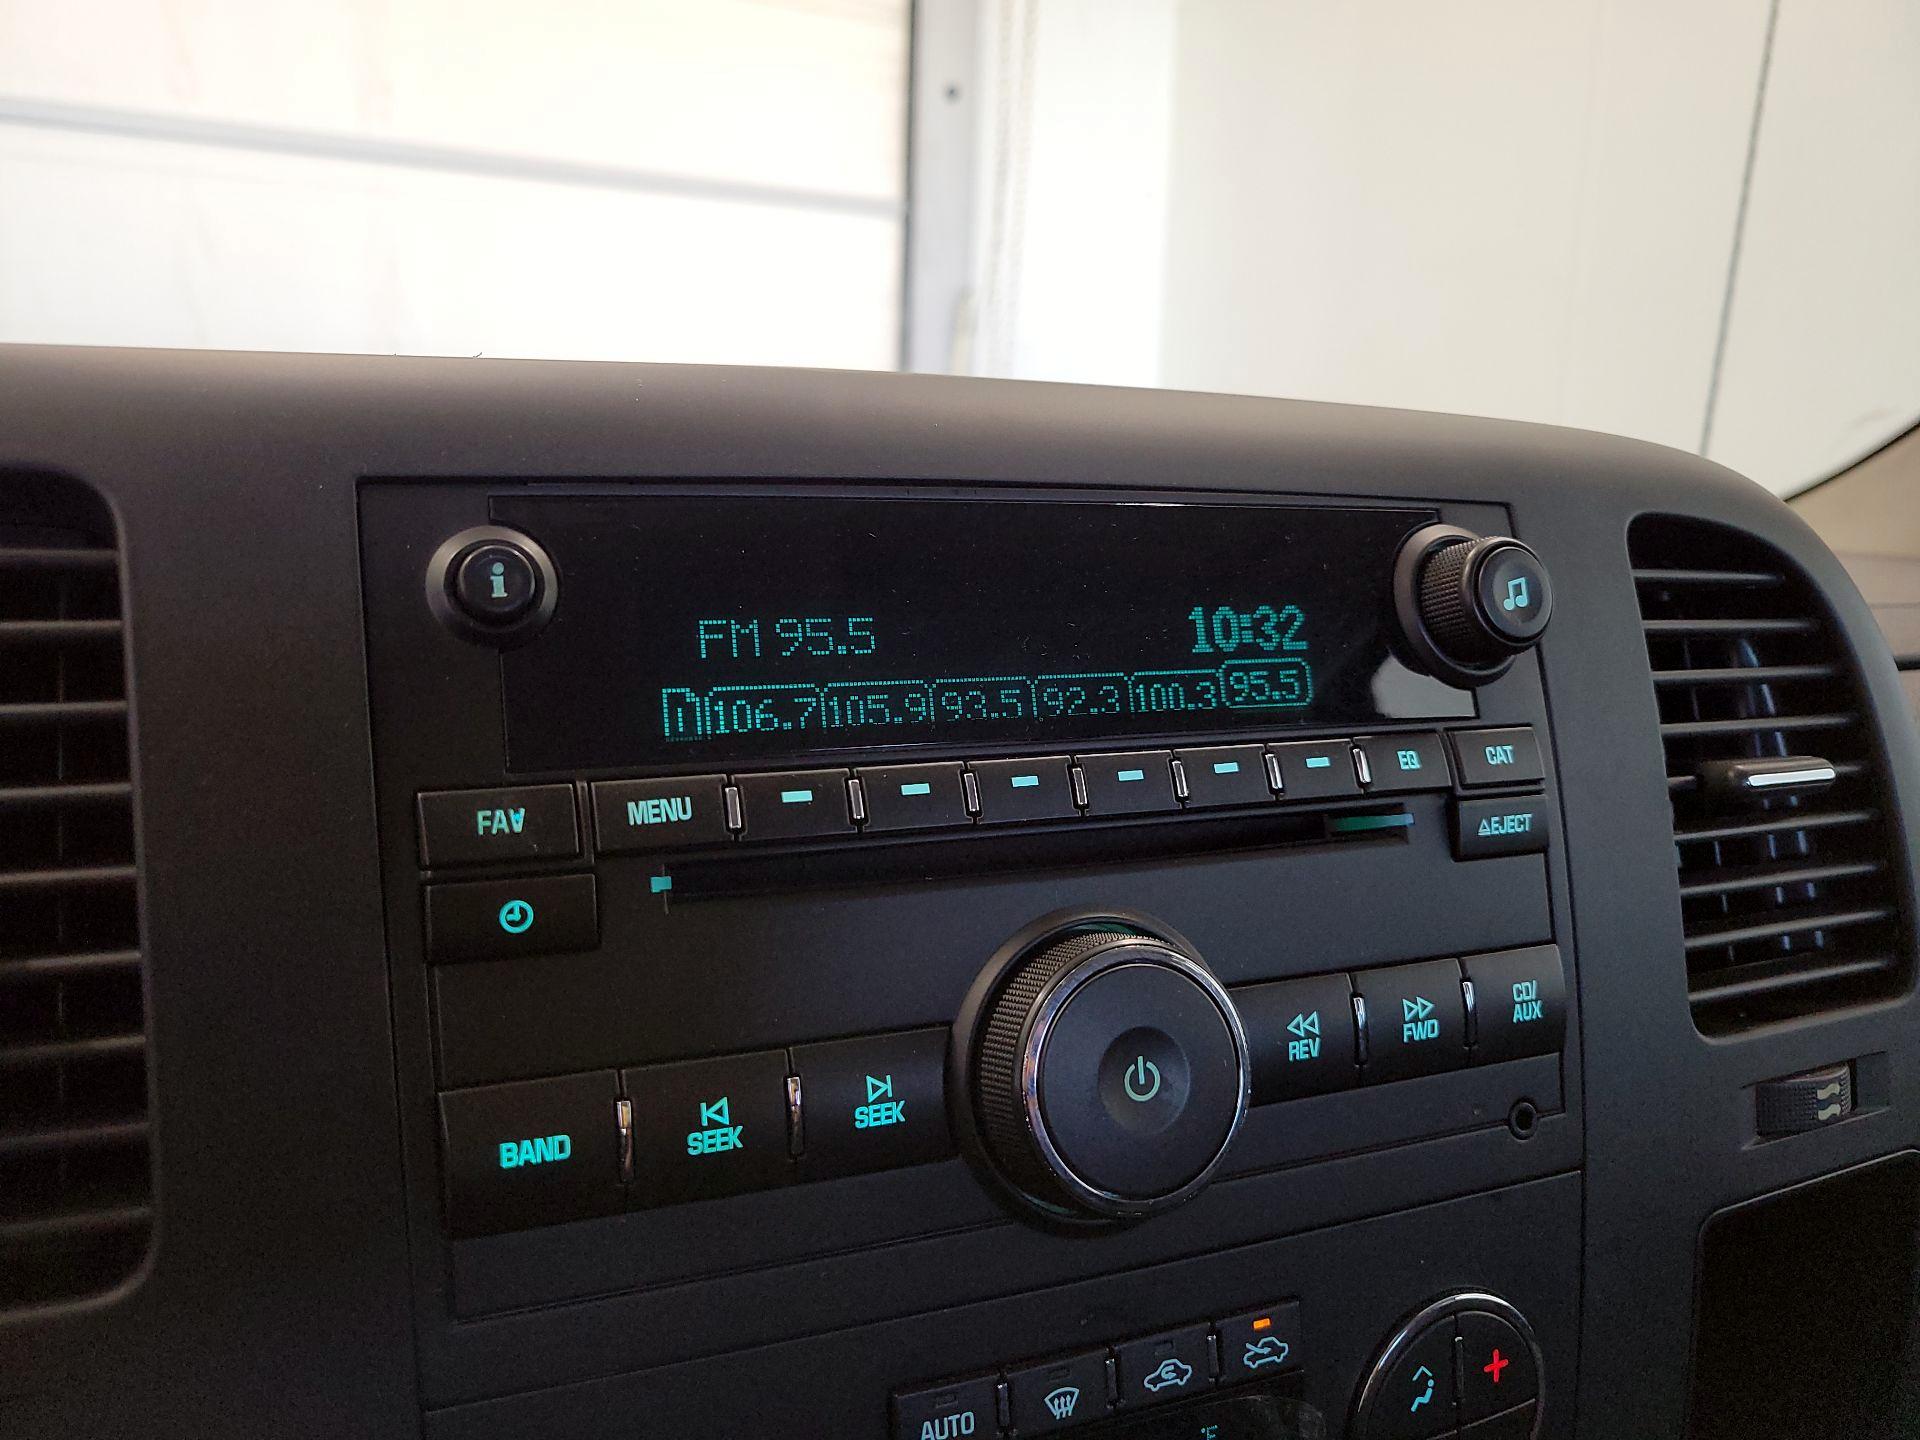 i
FM 95.5 10:32
1 106.7 105.9 93.5 92.3 100.3 95.5
FAV MENU EQ CAT
EJECT
BAND SEEK SEEK REV FWD CD/
AUX
AUTO
°F